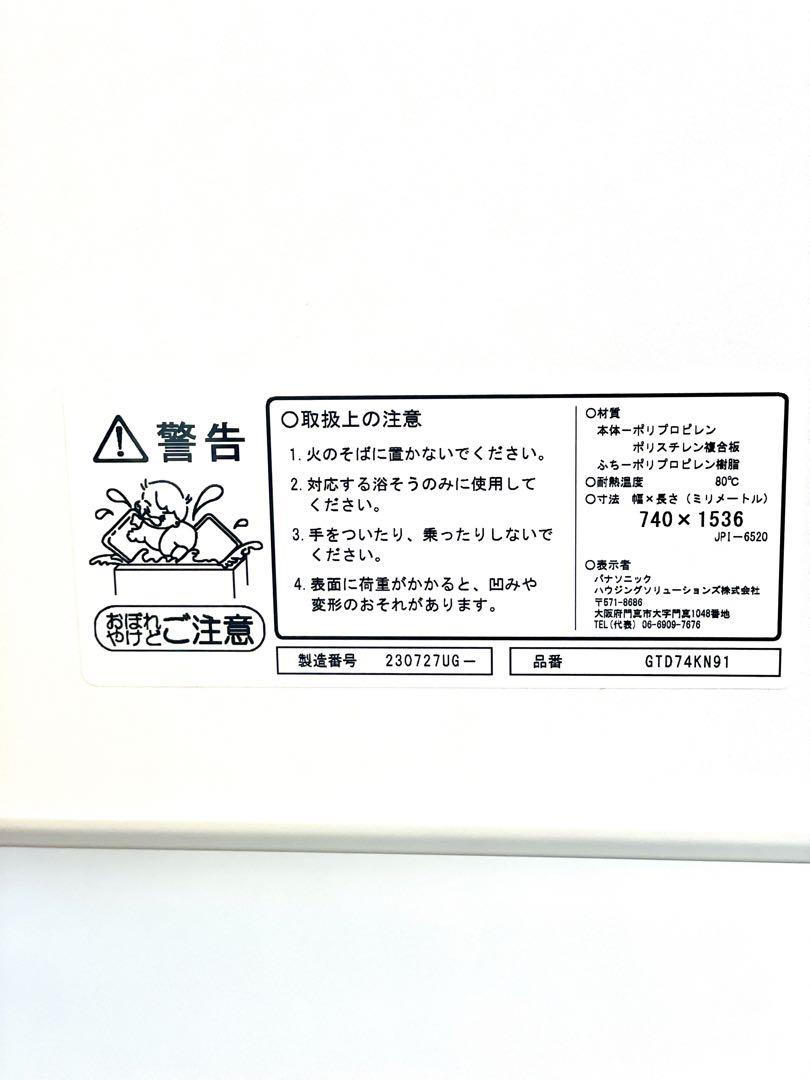 警告
おぼれ
やけど
ご注意
○取扱上の注意
1.火のそばに置かないでください。
2.対応する浴そうのみに使用して
ください。
3.手をついたり、乗ったりしないで
ください。
4.表面に荷重がかかると、凹みや
変形のおそれがあります。
○材質
本体ーポリプロピレン
ポリスチレン複合板
ふちーポリプロピレン樹脂
○耐熱温度 80℃
○寸法 幅×長さ(ミリメートル)
740×1536
JPI-6520
○表示者
パナソニック
ハウジングソリューションズ株式会社
〒571-8686
大阪府門真市大字門真1048番地
TEL(代表) 06-6909-7676
製造番号 230727UG-
品番 GTD74KN91